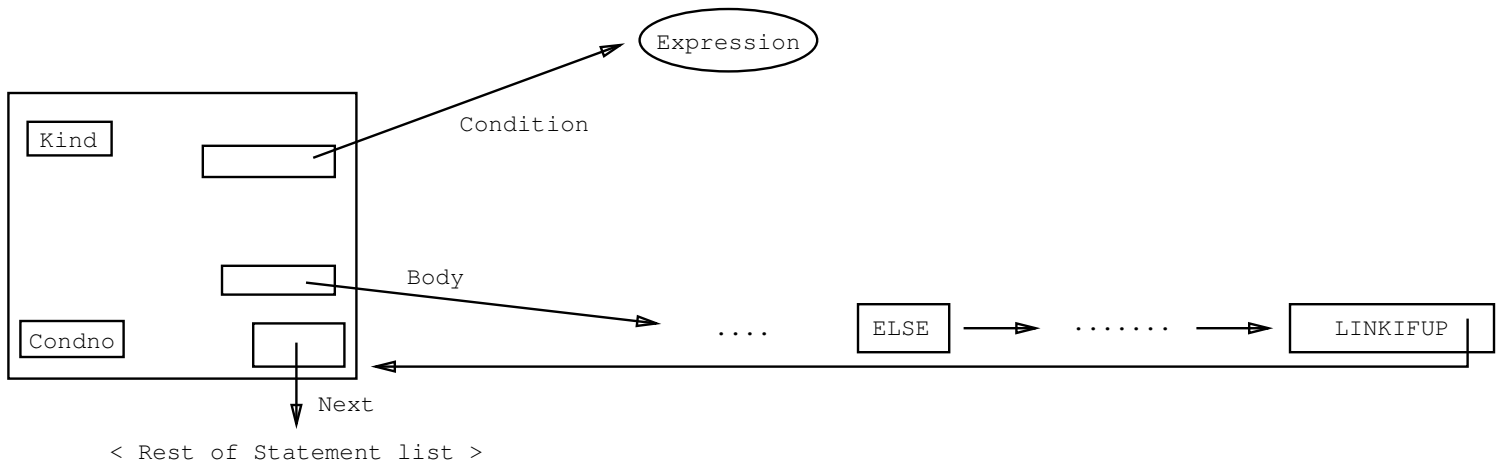 Expression
Condition
Kind
Body
Condno
....
ELSE
.......
LINKIFUP
Next
< Rest of Statement list >